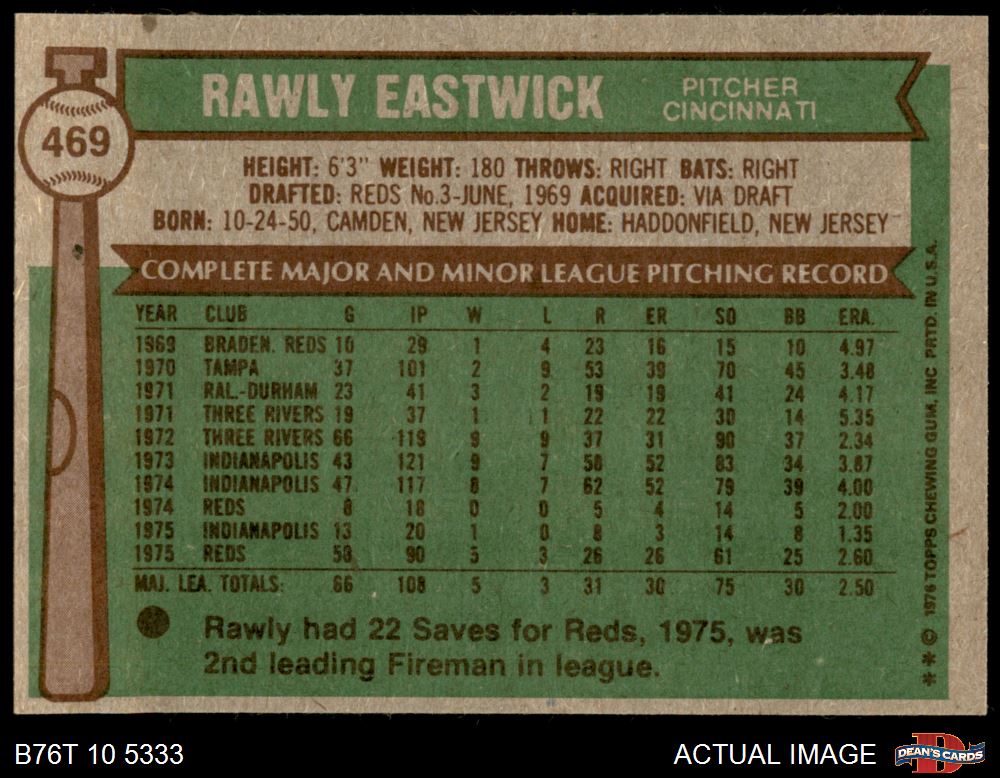 RAWLY EASTWICK
PITCHER
CINCINNATI
469
HEIGHT: 6'3" WEIGHT: 180 THROWS: RIGHT BATS: RIGHT
DRAFTED: REDS No.3-JUNE, 1969 ACQUIRED: VIA DRAFT
BORN: 10-24-50, CAMDEN, NEW JERSEY HOME: HADDONFIELD, NEW JERSEY
COMPLETE MAJOR AND MINOR LEAGUE PITCHING RECORD
YEAR CLUB G IP W L R ER SO BB ERA.
1969 BRADEN. REDS 10 29 1 4 23 16 15 10 4.97
1970 TAMPA 37 101 2 9 53 39 70 45 3.48
1971 RAL.-DURHAM 23 41 3 2 19 19 41 24 4.17
1971 THREE RIVERS 19 37 1 1 22 22 30 14 5.35
1972 THREE RIVERS 66 119 9 9 37 31 90 37 2.34
1973 INDIANAPOLIS 43 121 9 7 58 52 83 34 3.87
1974 INDIANAPOLIS 47 117 8 7 62 52 79 39 4.00
1974 REDS 8 18 0 0 5 4 14 5 2.00
1975 INDIANAPOLIS 13 20 1 0 8 3 14 8 1.35
1975 REDS 58 90 5 3 26 26 61 25 2.60
MAJ. LEA. TOTALS: 66 108 5 3 31 30 75 30 2.50
Rawly had 22 Saves for Reds, 1975, was
2nd leading Fireman in league.
** © 1976 TOPPS CHEWING GUM, INC PRTD. IN U.S.A.
B76T 10 5333
ACTUAL IMAGE
DEAN'S CARDS